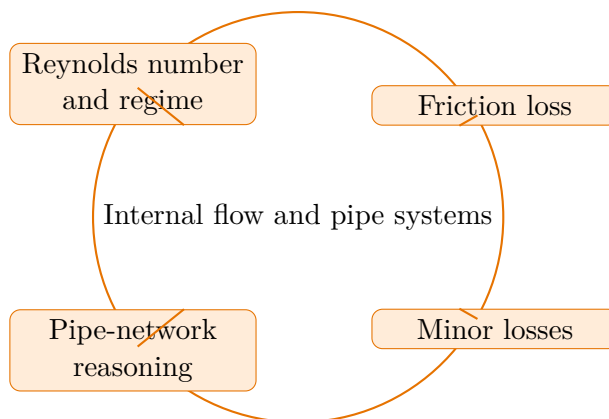 Reynolds number
and regime
Friction loss
Internal flow and pipe systems
Pipe-network
reasoning
Minor losses